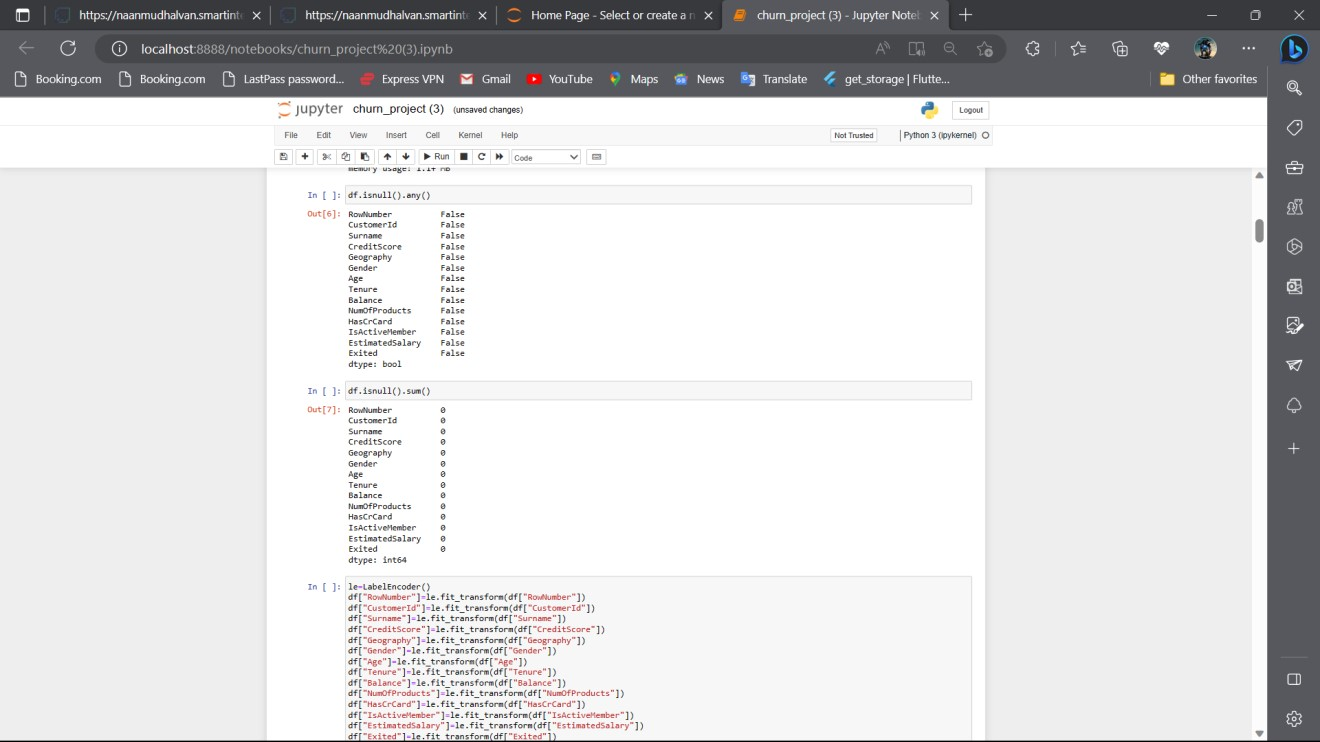 https://naanmudhalvan.smartinte
https://naanmudhalvan.smartinte
Home Page - Select or create a n
churn_project (3) - Jupyter Noteb
localhost:8888/notebooks/churn_project%20(3).ipynb
Booking.com
Booking.com
LastPass password...
Express VPN
Gmail
YouTube
Maps
News
Translate
get_storage | Flutte...
Other favorites
jupyter churn_project (3) (unsaved changes)
Logout
File Edit View Insert Cell Kernel Help
Not Trusted
Python 3 (ipykernel)
Run
Code
memory usage: 1.1+ MB
In [ ]: df.isnull().any()
Out[6]: RowNumber False
CustomerId False
Surname False
CreditScore False
Geography False
Gender False
Age False
Tenure False
Balance False
NumOfProducts False
HasCrCard False
IsActiveMember False
EstimatedSalary False
Exited False
dtype: bool
In [ ]: df.isnull().sum()
Out[7]: RowNumber 0
CustomerId 0
Surname 0
CreditScore 0
Geography 0
Gender 0
Age 0
Tenure 0
Balance 0
NumOfProducts 0
HasCrCard 0
IsActiveMember 0
EstimatedSalary 0
Exited 0
dtype: int64
In [ ]: le=LabelEncoder()
df["RowNumber"]=le.fit_transform(df["RowNumber"])
df["CustomerId"]=le.fit_transform(df["CustomerId"])
df["Surname"]=le.fit_transform(df["Surname"])
df["CreditScore"]=le.fit_transform(df["CreditScore"])
df["Geography"]=le.fit_transform(df["Geography"])
df["Gender"]=le.fit_transform(df["Gender"])
df["Age"]=le.fit_transform(df["Age"])
df["Tenure"]=le.fit_transform(df["Tenure"])
df["Balance"]=le.fit_transform(df["Balance"])
df["NumOfProducts"]=le.fit_transform(df["NumOfProducts"])
df["HasCrCard"]=le.fit_transform(df["HasCrCard"])
df["IsActiveMember"]=le.fit_transform(df["IsActiveMember"])
df["EstimatedSalary"]=le.fit_transform(df["EstimatedSalary"])
df["Exited"]=le.fit_transform(df["Exited"])